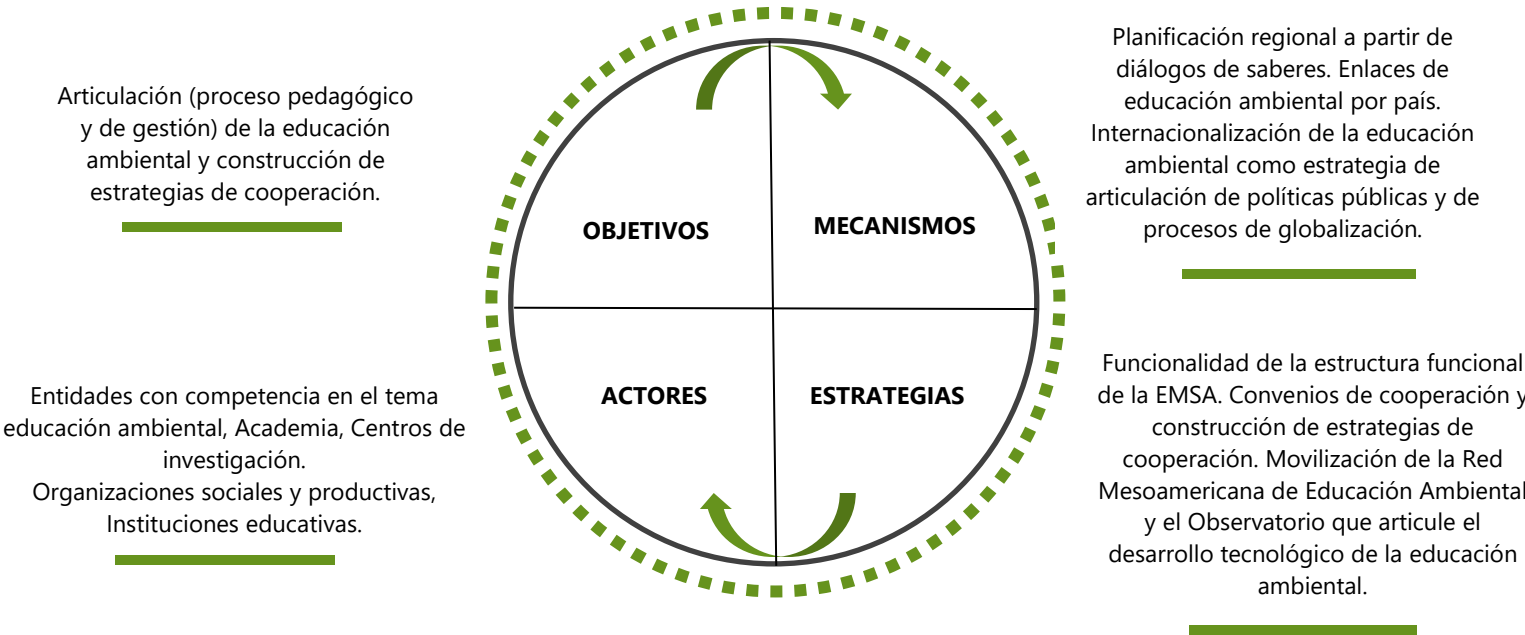 Articulación (proceso pedagógico
y de gestión) de la educación
ambiental y construcción de
estrategias de cooperación.
Planificación regional a partir de
diálogos de saberes. Enlaces de
educación ambiental por país.
Internacionalización de la educación
ambiental como estrategia de
articulación de políticas públicas y de
procesos de globalización.
OBJETIVOS
MECANISMOS
ACTORES
ESTRATEGIAS
Entidades con competencia en el tema
educación ambiental, Academia, Centros de
investigación.
Organizaciones sociales y productivas,
Instituciones educativas.
Funcionalidad de la estructura funcional
de la EMSA. Convenios de cooperación y
construcción de estrategias de
cooperación. Movilización de la Red
Mesoamericana de Educación Ambiental
y el Observatorio que articule el
desarrollo tecnológico de la educación
ambiental.